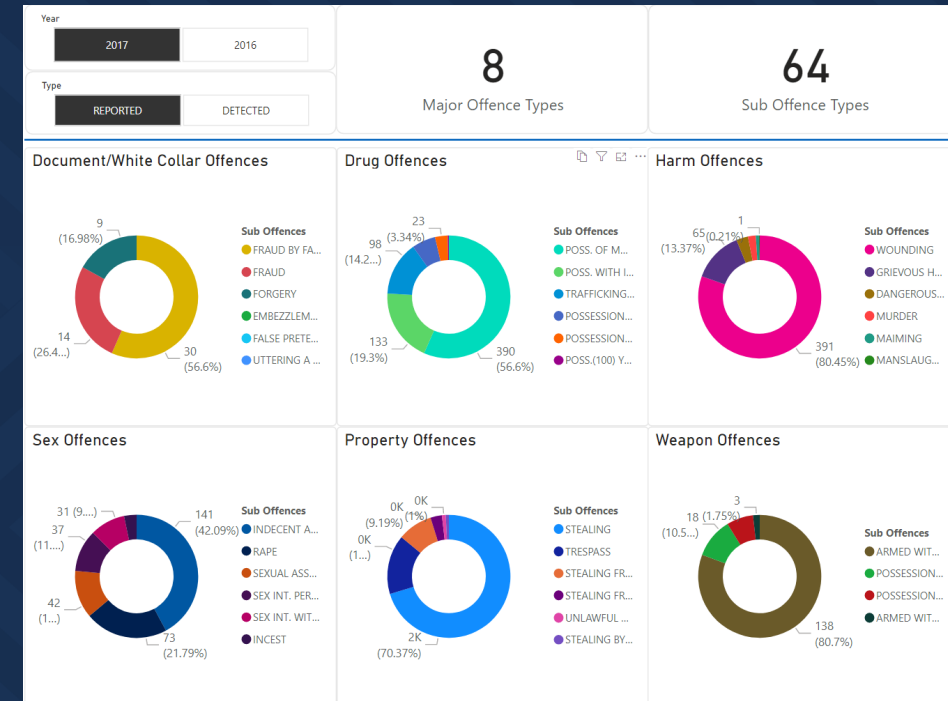 Year
2017
2016
Type
REPORTED
DETECTED
8
Major Offence Types
64
Sub Offence Types
Document/White Collar Offences
9
(16.98%)
14
(26.4...)
30
(56.6%)
Sub Offences
FRAUD BY FA...
FRAUD
FORGERY
EMBEZZLEM...
FALSE PRETE...
UTTERING A ...
Drug Offences
23
(3.34%)
98
(14.2...)
133
(19.3%)
390
(56.6%)
Sub Offences
POSS. OF M...
POSS. WITH I...
TRAFFICKING...
POSSESSION...
POSSESSION...
POSS.(100) Y...
Harm Offences
1
(0.21%)
65
(13.37%)
391
(80.45%)
Sub Offences
WOUNDING
GRIEVOUS H...
DANGEROUS...
MURDER
MAIMING
MANSLAUG...
Sex Offences
31 (9....)
37
(11....)
42
(1...)
141
(42.09%)
73
(21.79%)
Sub Offences
INDECENT A...
RAPE
SEXUAL ASS...
SEX INT. PER...
SEX INT. WIT...
INCEST
Property Offences
0K
(1%)
0K
(9.19%)
0K
(1...)
2K
(70.37%)
Sub Offences
STEALING
TRESPASS
STEALING FR...
STEALING FR...
UNLAWFUL ...
STEALING BY...
Weapon Offences
3
(1.75%)
18
(10.5...)
138
(80.7%)
Sub Offences
ARMED WIT...
POSSESSION...
POSSESSION...
ARMED WIT...